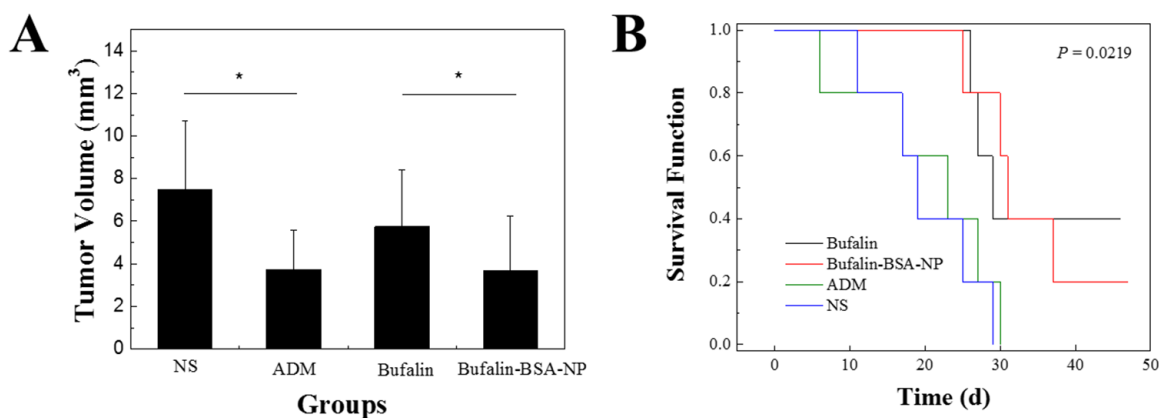 A
Tumor Volume (mm³)
14
12
10
8
6
4
2
0
*
*
NS
ADM
Bufalin
Bufalin-BSA-NP
Groups
B
Survival Function
1.0
0.8
0.6
0.4
0.2
0.0
P = 0.0219
Bufalin
Bufalin-BSA-NP
ADM
NS
0
10
20
30
40
50
Time (d)